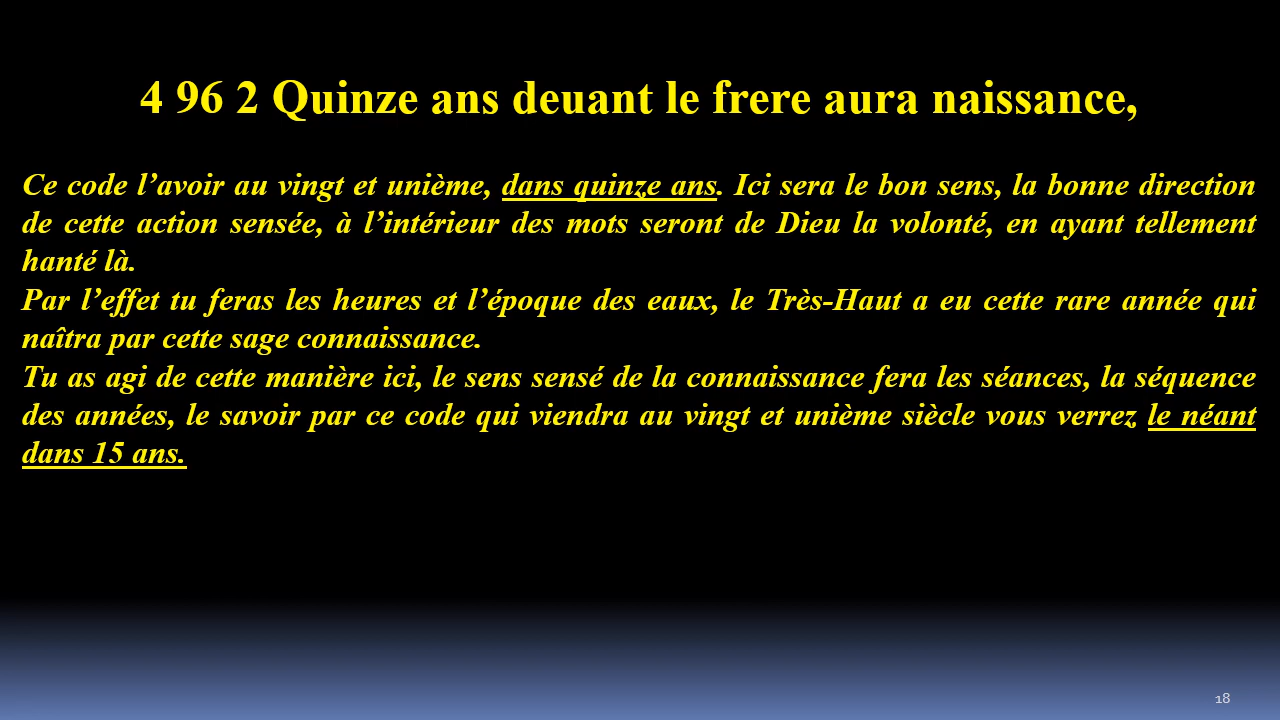 4 96 2 Quinze ans deuant le frere aura naissance,
Ce code l’avoir au vingt et unième, dans quinze ans. Ici sera le bon sens, la bonne direction
de cette action sensée, à l’intérieur des mots seront de Dieu la volonté, en ayant tellement
hanté là.
Par l’effet tu feras les heures et l’époque des eaux, le Très-Haut a eu cette rare année qui
naîtra par cette sage connaissance.
Tu as agi de cette manière ici, le sens sensé de la connaissance fera les séances, la séquence
des années, le savoir par ce code qui viendra au vingt et unième siècle vous verrez le néant
dans 15 ans.
18